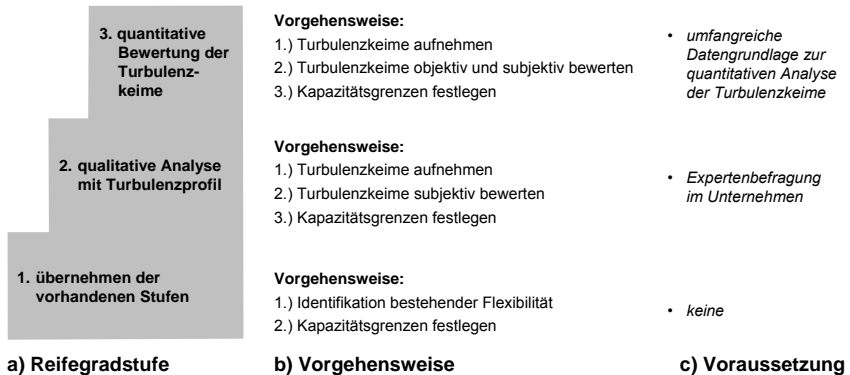 3. quantitative
Bewertung der
Turbulenz-
keime
Vorgehensweise:
1.) Turbulenzkeime aufnehmen
2.) Turbulenzkeime objektiv und subjektiv bewerten
3.) Kapazitätsgrenzen festlegen
• umfangreiche
Datengrundlage zur
quantitativen Analyse
der Turbulenzkeime
2. qualitative Analyse
mit Turbulenzprofil
Vorgehensweise:
1.) Turbulenzkeime aufnehmen
2.) Turbulenzkeime subjektiv bewerten
3.) Kapazitätsgrenzen festlegen
• Expertenbefragung
im Unternehmen
1. übernehmen der
vorhandenen Stufen
Vorgehensweise:
1.) Identifikation bestehender Flexibilität
2.) Kapazitätsgrenzen festlegen
• keine
a) Reifegradstufe
b) Vorgehensweise
c) Voraussetzung